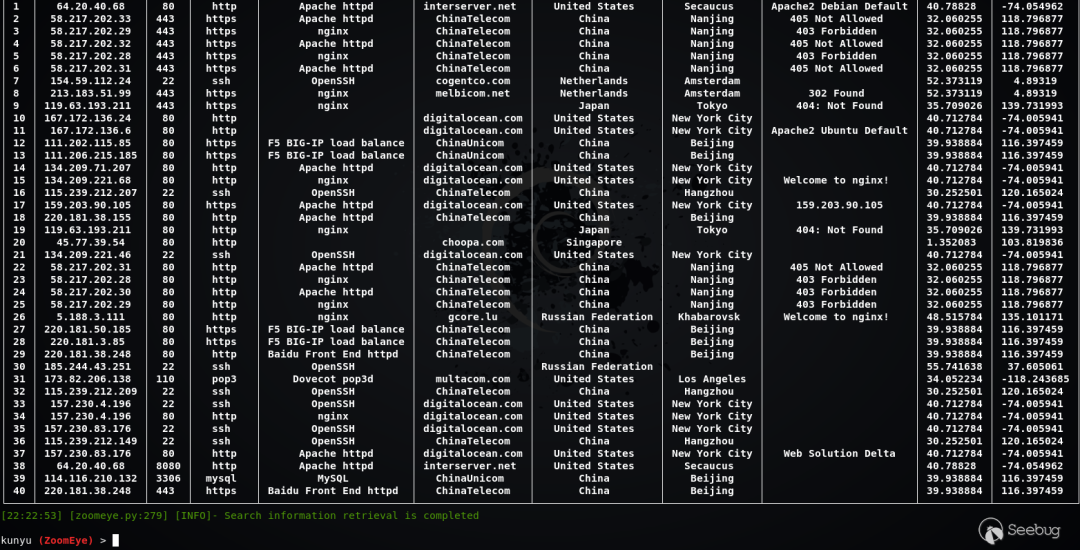 1 64.20.40.68 80 http Apache httpd interserver.net United States Secaucus Apache2 Debian Default 40.78828 -74.054962
2 58.217.202.33 443 https Apache httpd ChinaTelecom China Nanjing 405 Not Allowed 32.060255 118.796877
3 58.217.202.29 443 https nginx ChinaTelecom China Nanjing 403 Forbidden 32.060255 118.796877
4 58.217.202.32 443 https Apache httpd ChinaTelecom China Nanjing 405 Not Allowed 32.060255 118.796877
5 58.217.202.28 443 https nginx ChinaTelecom China Nanjing 403 Forbidden 32.060255 118.796877
6 58.217.202.31 443 https Apache httpd ChinaTelecom China Nanjing 405 Not Allowed 32.060255 118.796877
7 154.59.112.24 22 ssh OpenSSH cogentco.com Netherlands Amsterdam 52.373119 4.89319
8 213.183.51.99 443 https nginx melbicom.net Netherlands Amsterdam 302 Found 52.373119 4.89319
9 119.63.193.211 443 https nginx Japan Tokyo 404: Not Found 35.709026 139.731993
10 167.172.136.24 80 http digitalocean.com United States New York City 40.712784 -74.005941
11 167.172.136.6 80 http digitalocean.com United States New York City Apache2 Ubuntu Default 40.712784 -74.005941
12 111.202.115.85 80 http F5 BIG-IP load balance ChinaUnicom China Beijing 39.938884 116.397459
13 111.206.215.185 80 http F5 BIG-IP load balance ChinaUnicom China Beijing 39.938884 116.397459
14 134.209.71.207 80 http Apache httpd digitalocean.com United States New York City 40.712784 -74.005941
15 134.209.221.68 80 http nginx digitalocean.com United States New York City Welcome to nginx! 40.712784 -74.005941
16 115.239.212.207 22 ssh OpenSSH ChinaTelecom China Hangzhou 30.252501 120.165024
17 159.203.90.105 80 http Apache httpd digitalocean.com United States New York City 159.203.90.105 40.712784 -74.005941
18 220.181.38.155 80 http Apache httpd ChinaTelecom China Beijing 39.938884 116.397459
19 119.63.193.211 80 http nginx Japan Tokyo 404: Not Found 35.709026 139.731993
20 45.77.39.54 80 http choopa.com Singapore 1.352083 103.819836
21 134.209.221.46 22 ssh OpenSSH digitalocean.com United States New York City 40.712784 -74.005941
22 58.217.202.31 80 http Apache httpd ChinaTelecom China Nanjing 405 Not Allowed 32.060255 118.796877
23 58.217.202.28 80 http nginx ChinaTelecom China Nanjing 403 Forbidden 32.060255 118.796877
24 58.217.202.30 80 http Apache httpd ChinaTelecom China Nanjing 403 Forbidden 32.060255 118.796877
25 58.217.202.29 80 http nginx ChinaTelecom China Nanjing 403 Forbidden 32.060255 118.796877
26 5.188.3.111 80 http nginx gcore.lu Russian Federation Khabarovsk Welcome to nginx! 48.515784 135.101171
27 220.181.50.185 80 https F5 BIG-IP load balance ChinaTelecom China Beijing 39.938884 116.397459
28 220.181.3.85 80 https F5 BIG-IP load balance ChinaTelecom China Beijing 39.938884 116.397459
29 220.181.38.248 80 http Baidu Front End httpd ChinaTelecom China Beijing 39.938884 116.397459
30 185.244.43.251 22 ssh OpenSSH Russian Federation 55.741638 37.605061
31 173.82.206.138 110 pop3 Dovecot pop3d multacom.com United States Los Angeles 34.052234 -118.243685
32 115.239.212.209 22 ssh OpenSSH ChinaTelecom China Hangzhou 30.252501 120.165024
33 157.230.4.196 22 ssh OpenSSH digitalocean.com United States New York City 40.712784 -74.005941
34 157.230.4.196 80 http nginx digitalocean.com United States New York City 40.712784 -74.005941
35 157.230.83.176 22 ssh OpenSSH digitalocean.com United States New York City 40.712784 -74.005941
36 115.239.212.149 22 ssh OpenSSH ChinaTelecom China Hangzhou 30.252501 120.165024
37 157.230.83.176 80 http Apache httpd digitalocean.com United States New York City Web Solution Delta 40.712784 -74.005941
38 64.20.40.68 8080 http Apache httpd interserver.net United States Secaucus 40.78828 -74.054962
39 114.116.210.132 3306 mysql MySQL ChinaUnicom China Beijing 39.938884 116.397459
40 220.181.38.248 443 http Baidu Front End httpd ChinaTelecom China Beijing 39.938884 116.397459
[22:22:53] [zoomeye.py:279] [INFO]- Search information retrieval is completed
kunyu (ZoomEye) >
Seebug